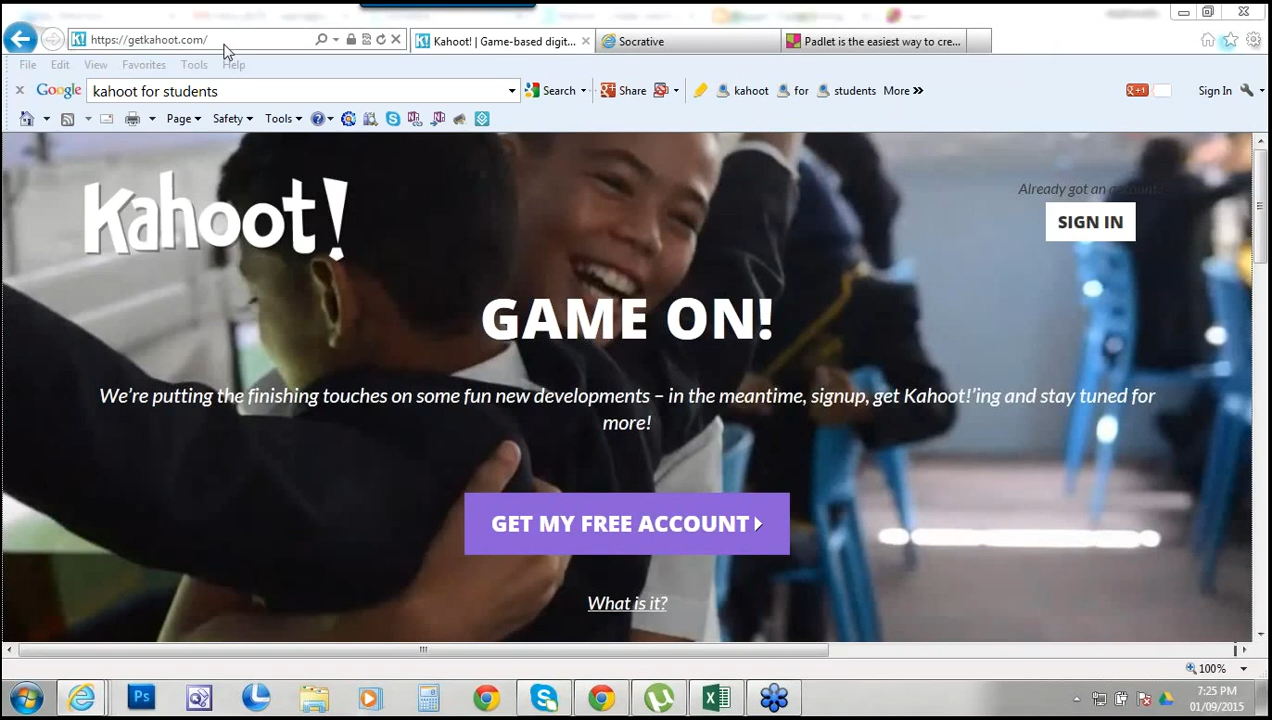 https://getkahoot.com/
Kahoot! | Game-based digit...
Socrative
Padlet is the easiest way to cre...
File Edit View Favorites Tools Help
x Google kahoot for students Search Share kahoot for students More » +1 Sign In
Page Safety Tools
Kahoot!
Already got an account?
SIGN IN
GAME ON!
We're putting the finishing touches on some fun new developments – in the meantime, signup, get Kahoot!'ing and stay tuned for
more!
GET MY FREE ACCOUNT
What is it?
100%
Ps
7:25 PM
01/09/2015